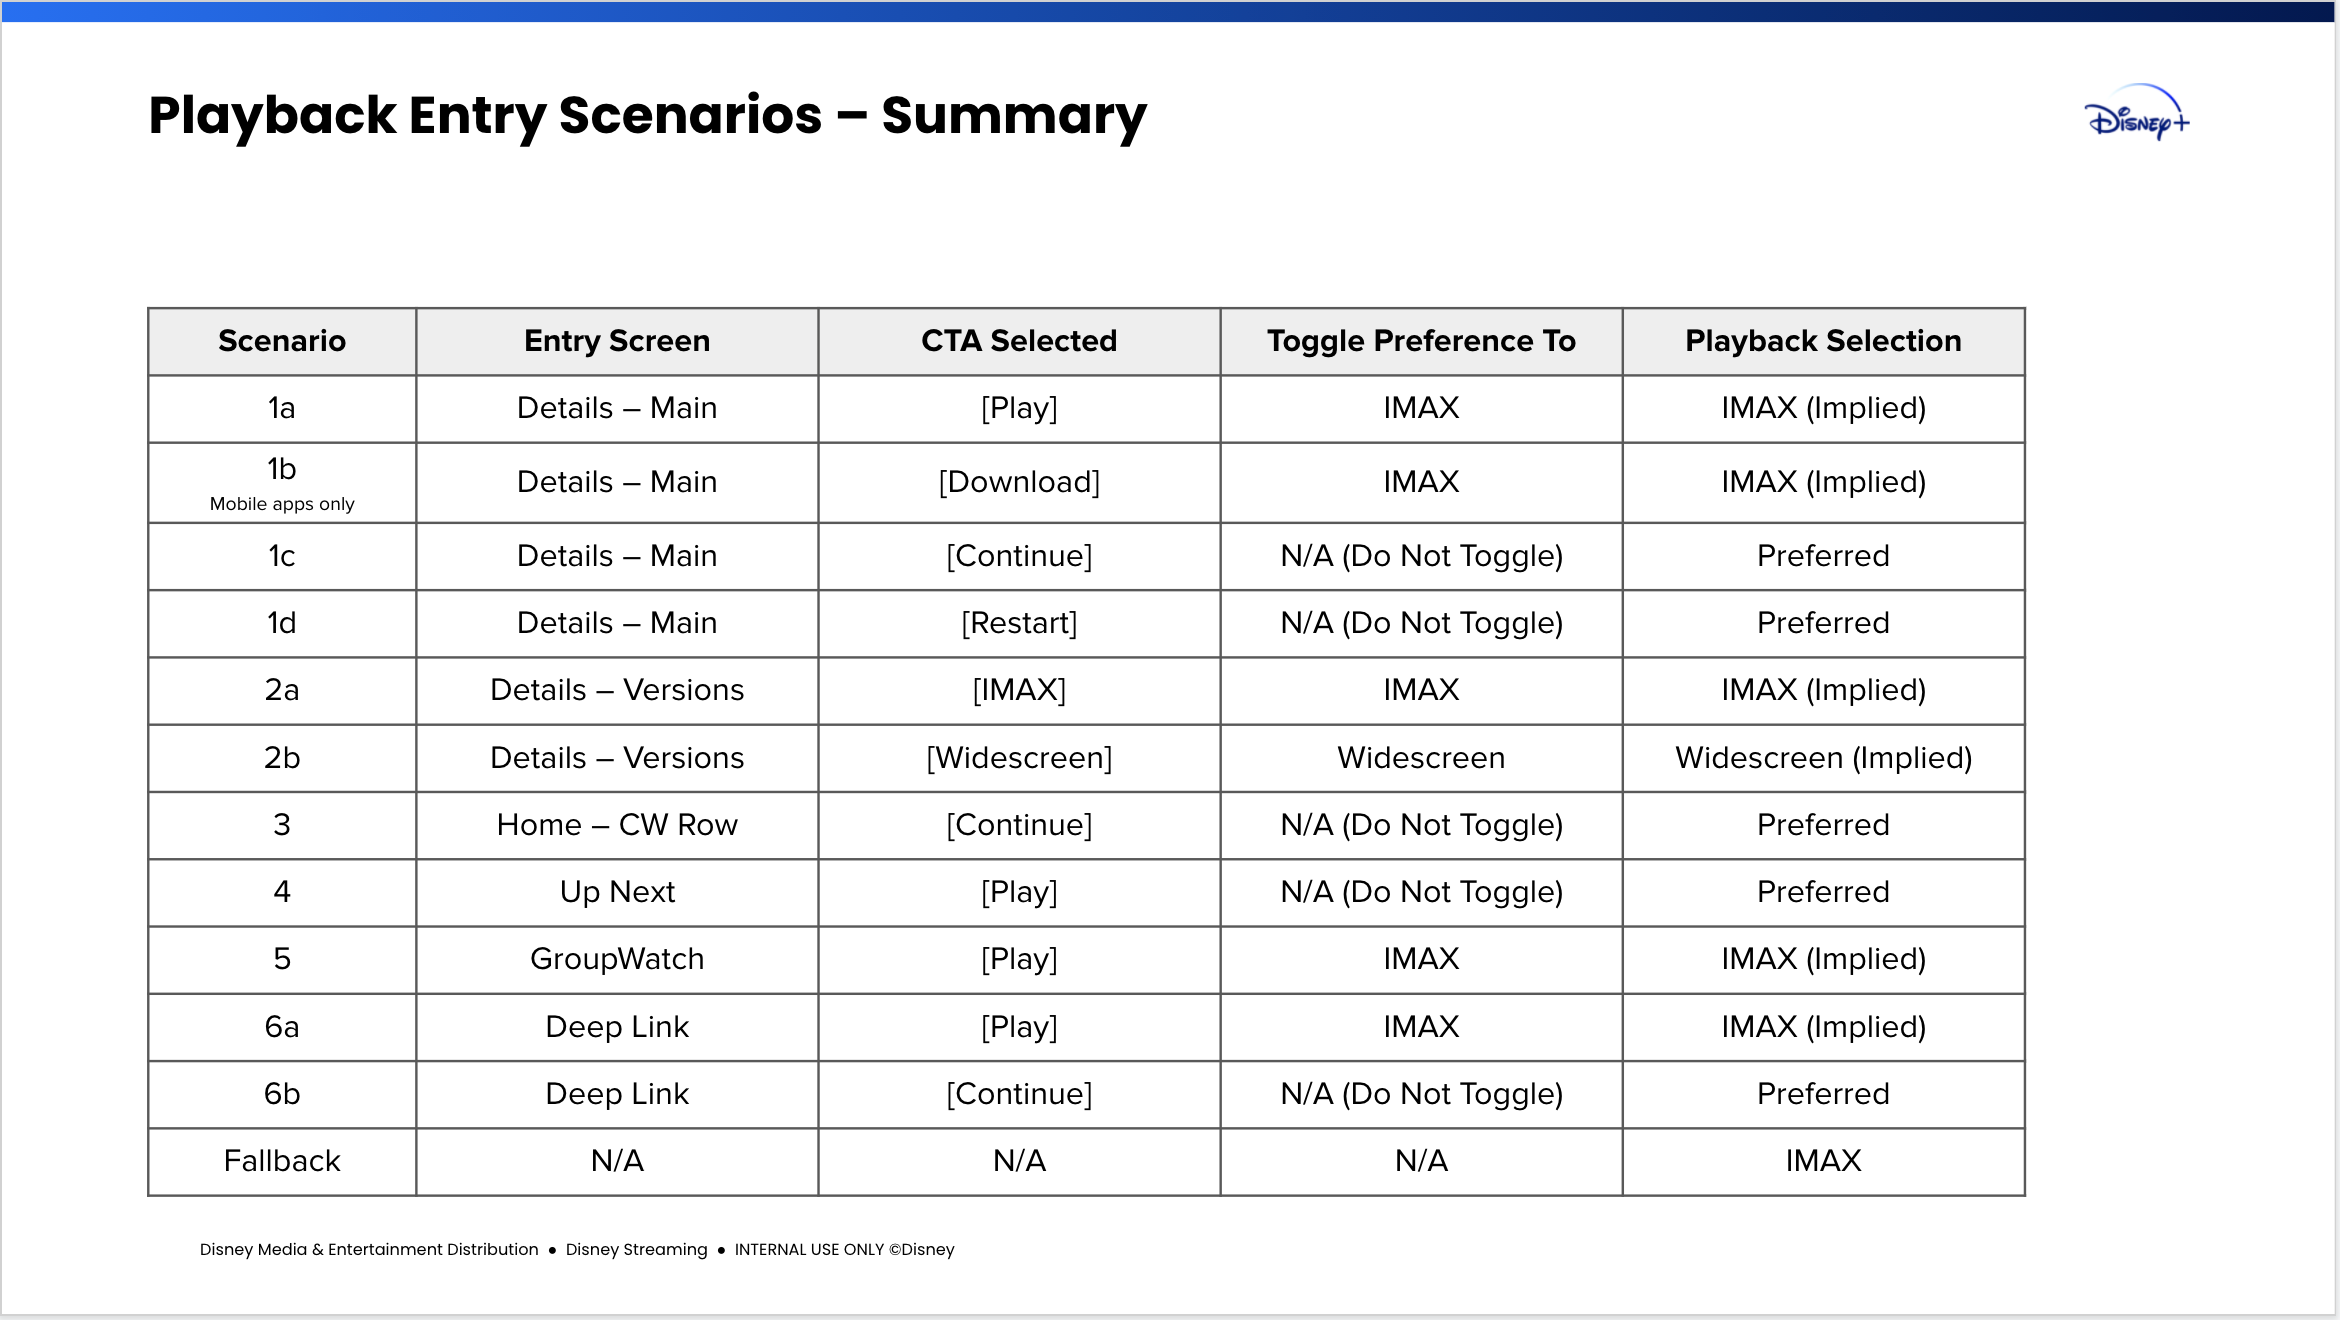 Playback Entry Scenarios – Summary
Disney+
Scenario Entry Screen CTA Selected Toggle Preference To Playback Selection
1a Details – Main [Play] IMAX IMAX (Implied)
1b
Mobile apps only
Details – Main [Download] IMAX IMAX (Implied)
1c Details – Main [Continue] N/A (Do Not Toggle) Preferred
1d Details – Main [Restart] N/A (Do Not Toggle) Preferred
2a Details – Versions [IMAX] IMAX IMAX (Implied)
2b Details – Versions [Widescreen] Widescreen Widescreen (Implied)
3 Home – CW Row [Continue] N/A (Do Not Toggle) Preferred
4 Up Next [Play] N/A (Do Not Toggle) Preferred
5 GroupWatch [Play] IMAX IMAX (Implied)
6a Deep Link [Play] IMAX IMAX (Implied)
6b Deep Link [Continue] N/A (Do Not Toggle) Preferred
Fallback N/A N/A N/A IMAX
Disney Media & Entertainment Distribution ● Disney Streaming ● INTERNAL USE ONLY ©Disney